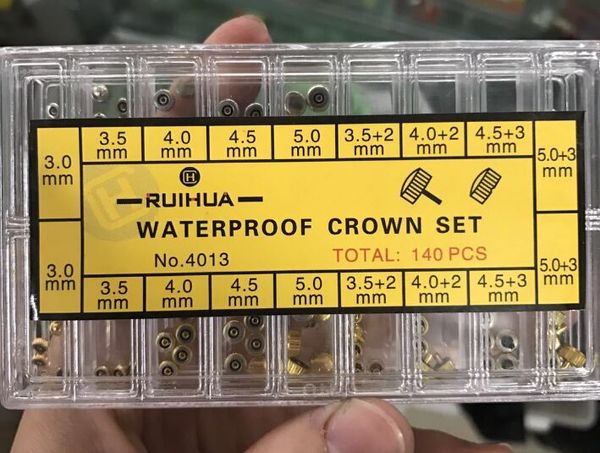 3.0 mm
3.5 mm
4.0 mm
4.5 mm
5.0 mm
3.5+2 mm
4.0+2 mm
4.5+3 mm
5.0+3 mm
H
RUIHUA
WATERPROOF CROWN SET
No.4013 TOTAL: 140 PCS
3.0 mm
3.5 mm
4.0 mm
4.5 mm
5.0 mm
3.5+2 mm
4.0+2 mm
4.5+3 mm
5.0+3 mm